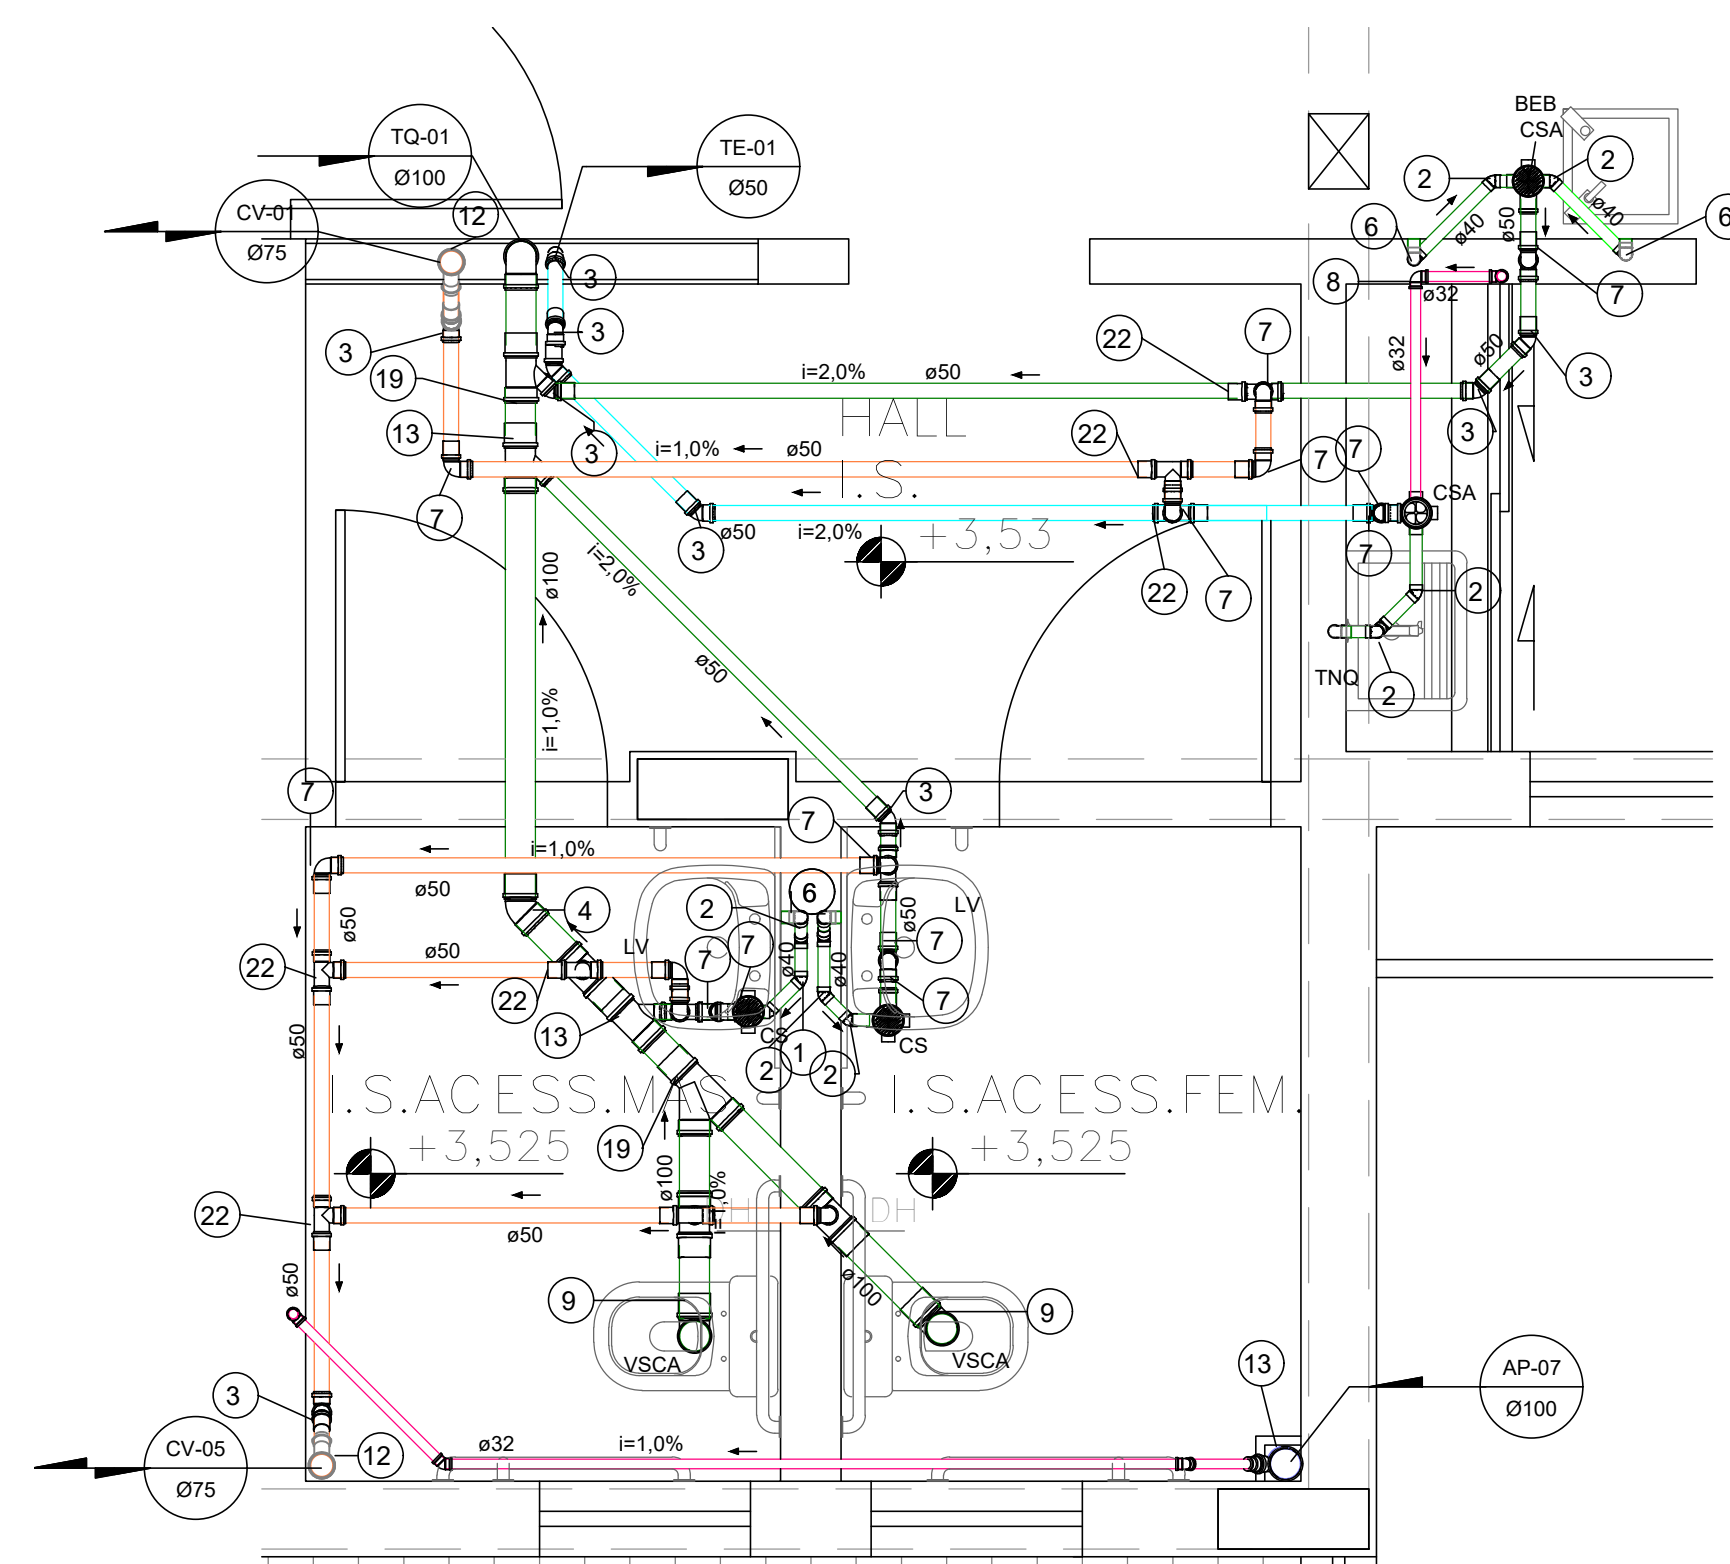 BEB
CSA
2
2
TQ-01
Ø100
TE-01
Ø50
CV-01
Ø75
12
6
ø40
ø50
ø40
6
3
8
ø32
7
3
3
22
7
ø32
ø50
3
19
i=2,0%
ø50
HALL
13
3
i=1,0%
ø50
22
7
7
3
I.S.
CSA
7
3
ø50
i=2,0%
+3,53
7
ø100
i=2,0%
22
7
2
ø50
TNQ
2
i=1,0%
7
3
7
i=1,0%
ø50
6
ø50
4
2
LV
ø50
22
ø50
LV
7
7
ø40
ø40
7
22
7
ø50
13
CS
CS
2
1
2
I.S.ACESS.MAS
I.S.ACESS.FEM.
+3,525
+3,525
19
ø100
DH
22
ø50
ø50
ø100
9
9
VSCA
VSCA
13
AP-07
Ø100
3
CV-05
Ø75
12
ø32
i=1,0%